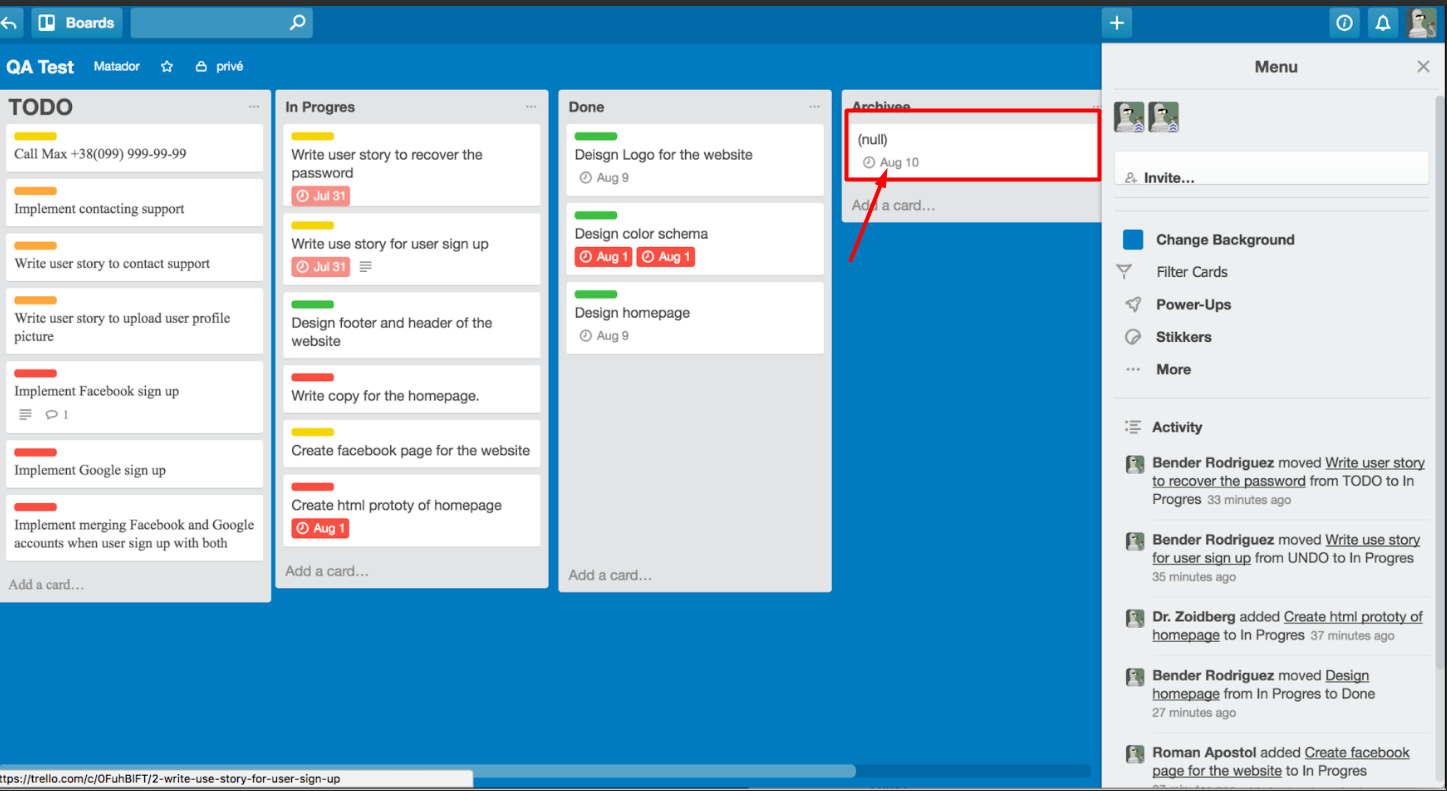 Boards
QA Test Matador privé
TODO
Call Max +38(099) 999-99-99
Implement contacting support
Write user story to contact support
Write user story to upload user profile
picture
Implement Facebook sign up
1
Implement Google sign up
Implement merging Facebook and Google
accounts when user sign up with both
Add a card…
In Progres
Write user story to recover the
password
Jul 31
Write use story for user sign up
Jul 31
Design footer and header of the
website
Write copy for the homepage.
Create facebook page for the website
Create html prototy of homepage
Aug 1
Add a card…
Done
Deisgn Logo for the website
Aug 9
Design color schema
Aug 1 Aug 1
Design homepage
Aug 9
Add a card…
Archivee
(null)
Aug 10
Add a card…
Menu
Invite…
Change Background
Filter Cards
Power-Ups
Stikkers
More
Activity
Bender Rodriguez moved Write user story
to recover the password from TODO to In
Progres 33 minutes ago
Bender Rodriguez moved Write use story
for user sign up from UNDO to In Progres
35 minutes ago
Dr. Zoidberg added Create html prototy of
homepage to In Progres 37 minutes ago
Bender Rodriguez moved Design
homepage from In Progres to Done
27 minutes ago
Roman Apostol added Create facebook
page for the website to In Progres
ttps://trello.com/c/0FuhBlFT/2-write-use-story-for-user-sign-up